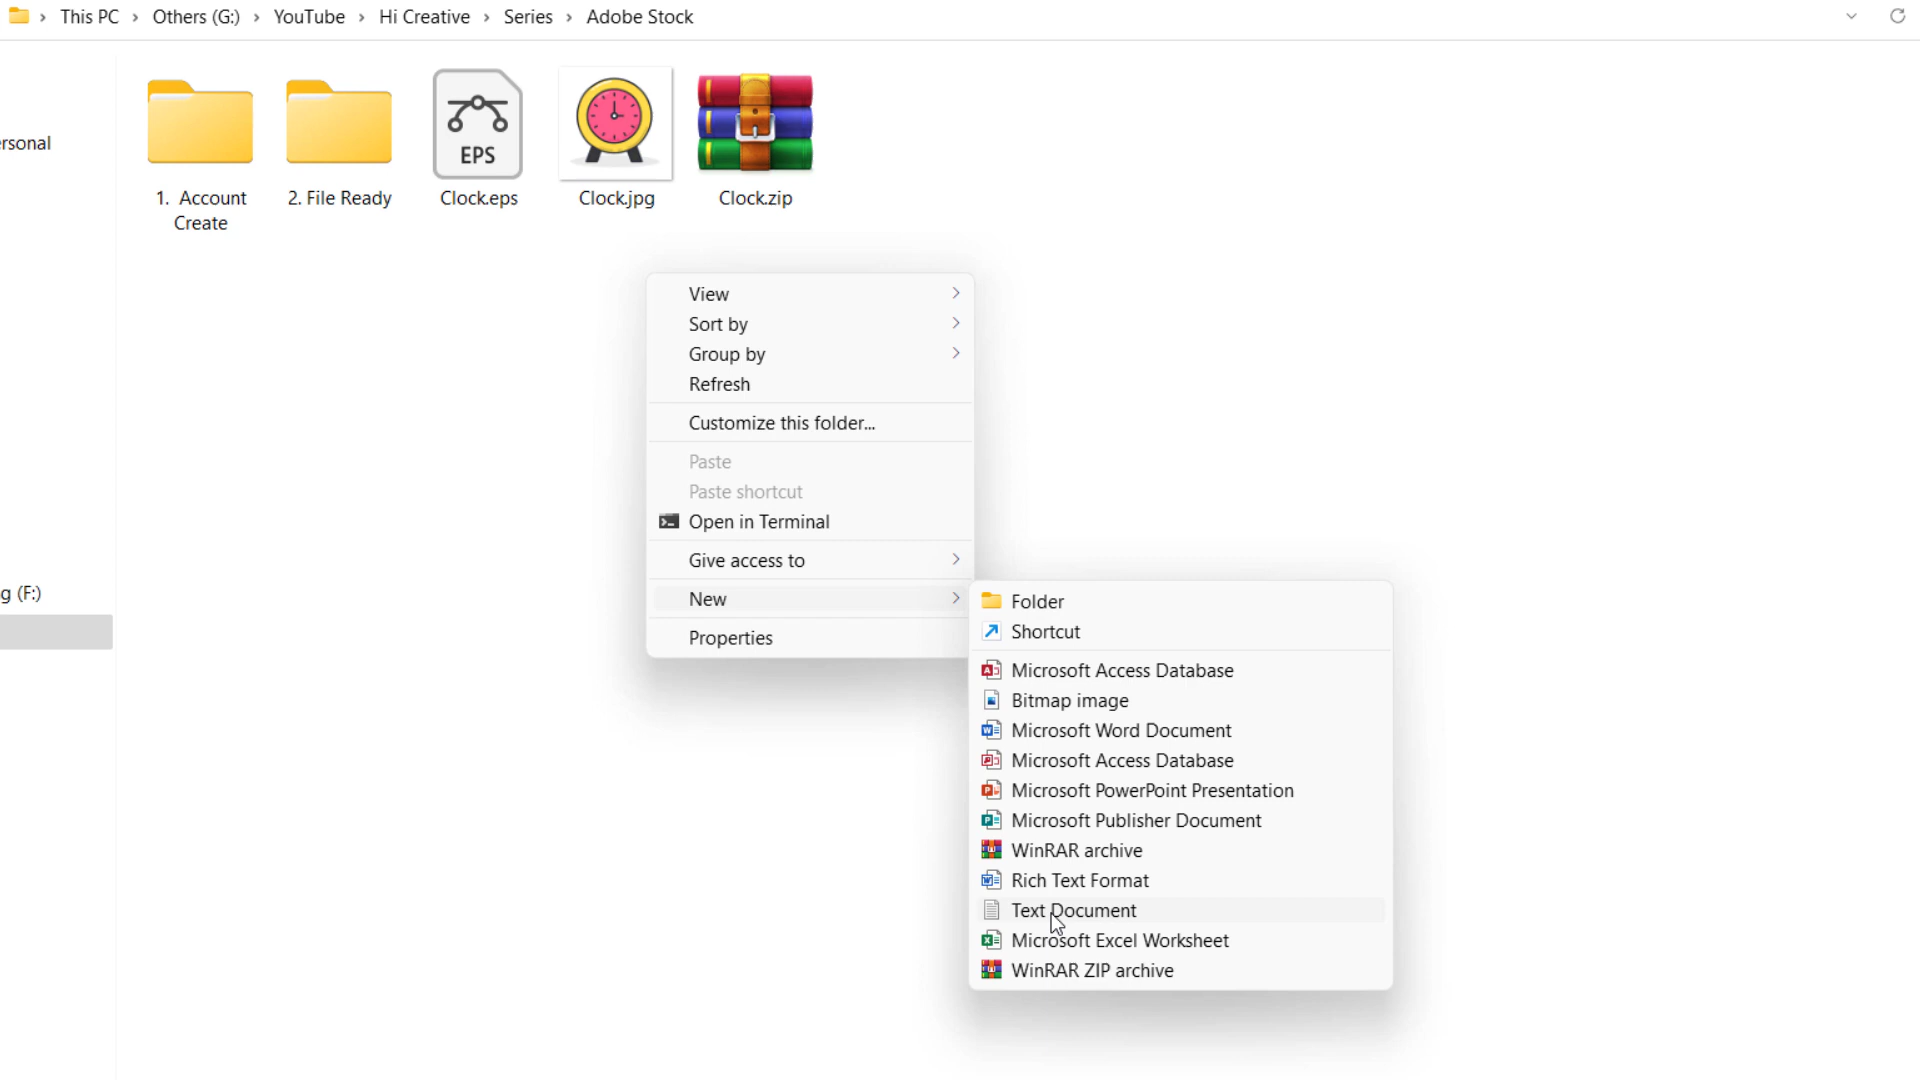 This PC > Others (G:) > YouTube > Hi Creative > Series > Adobe Stock
ersonal
g (F:)
EPS
1. Account
Create
2. File Ready
Clock.eps
Clock.jpg
Clock.zip
View
Sort by
Group by
Refresh
Customize this folder...
Paste
Paste shortcut
Open in Terminal
Give access to
New
Properties
Folder
Shortcut
Microsoft Access Database
Bitmap image
Microsoft Word Document
Microsoft Access Database
Microsoft PowerPoint Presentation
Microsoft Publisher Document
WinRAR archive
Rich Text Format
Text Document
Microsoft Excel Worksheet
WinRAR ZIP archive